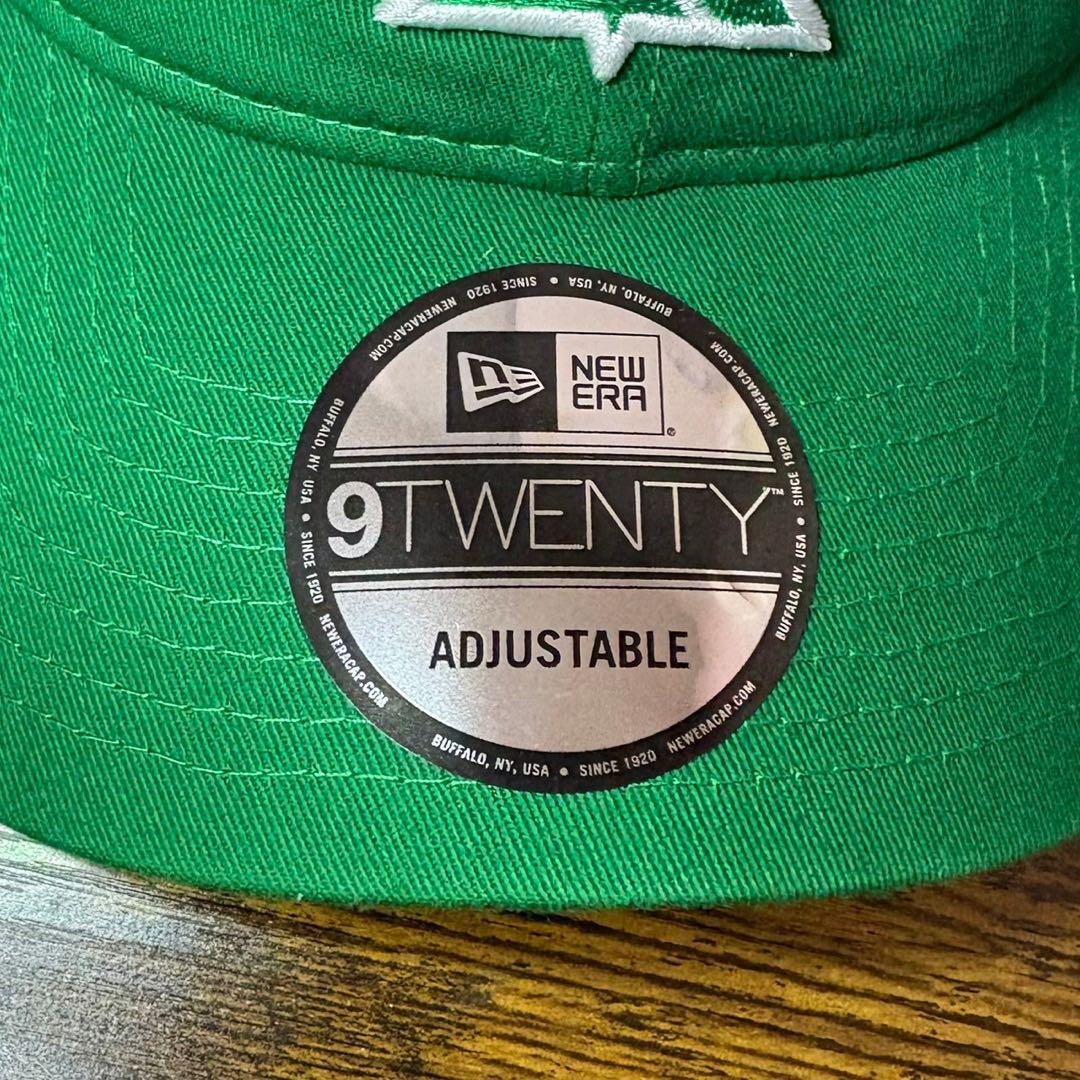 NEW
ERA
®
9TWENTY™
ADJUSTABLE
BUFFALO, NY, USA • SINCE 1920 NEWERACAP.COM
BUFFALO, NY, USA • SINCE 1920 NEWERACAP.COM
BUFFALO, NY, USA • SINCE 1920 NEWERACAP.COM
BUFFALO, NY USA • SINCE 1920 NEWERACAP.COM